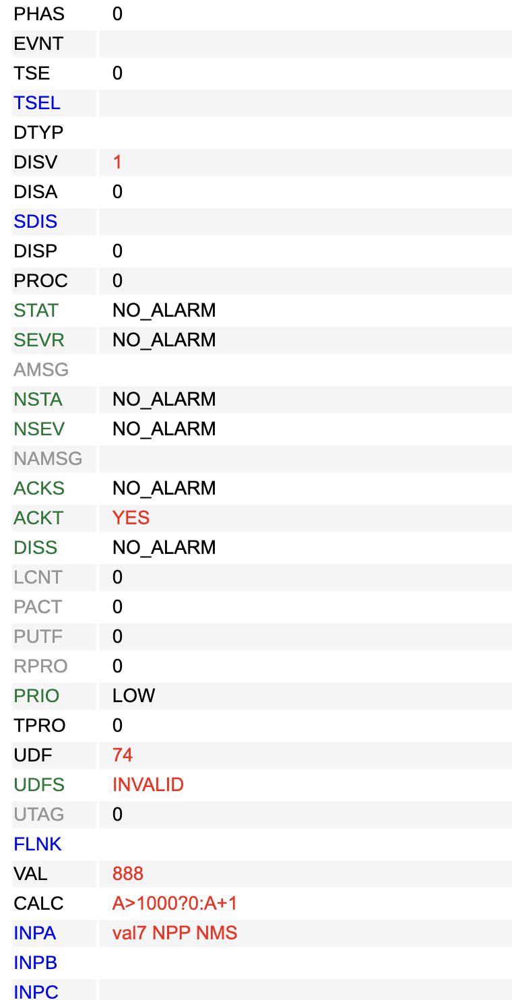 PHAS 0
EVNT
TSE 0
TSEL
DTYP
DISV 1
DISA 0
SDIS
DISP 0
PROC 0
STAT NO_ALARM
SEVR NO_ALARM
AMSG
NSTA NO_ALARM
NSEV NO_ALARM
NAMSG
ACKS NO_ALARM
ACKT YES
DISS NO_ALARM
LCNT 0
PACT 0
PUTF 0
RPRO 0
PRIO LOW
TPRO 0
UDF 74
UDFS INVALID
UTAG 0
FLNK
VAL 888
CALC A>1000?0:A+1
INPA val7 NPP NMS
INPB
INPC